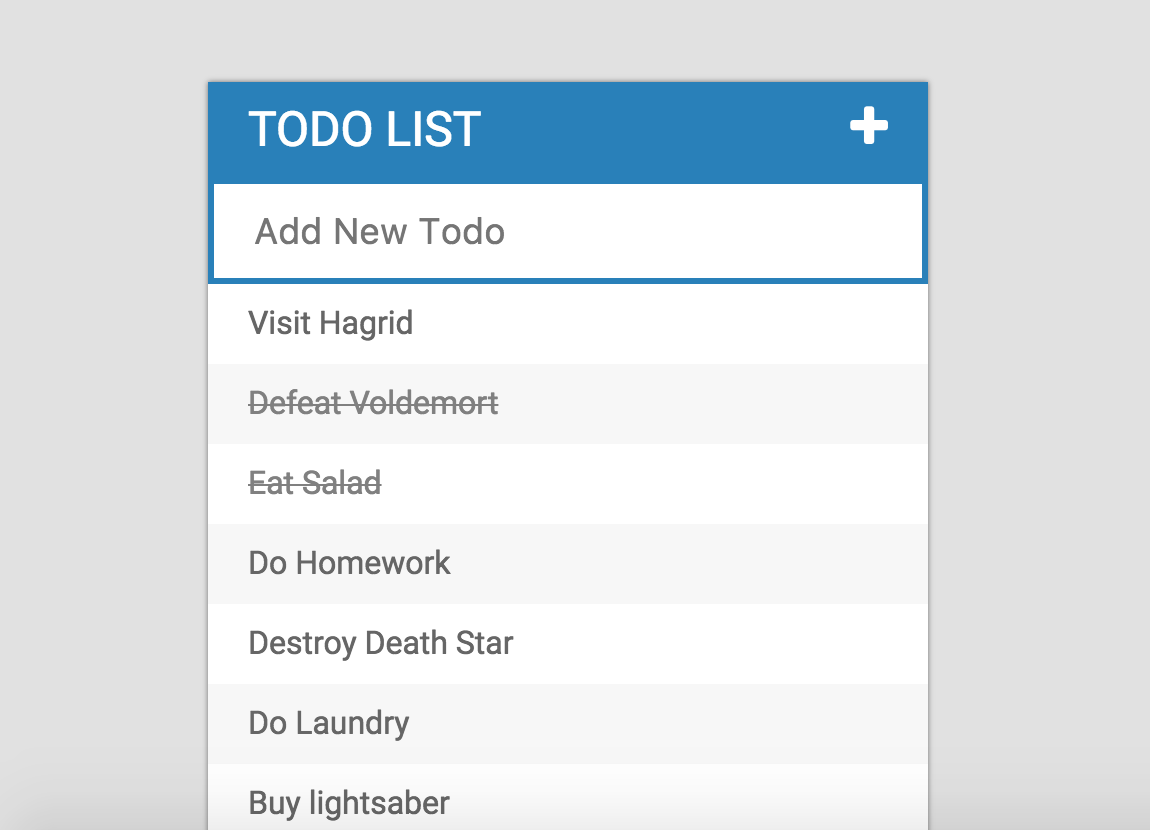 TODO LIST
Add New Todo
Visit Hagrid
Defeat Voldemort
Eat Salad
Do Homework
Destroy Death Star
Do Laundry
Buy lightsaber